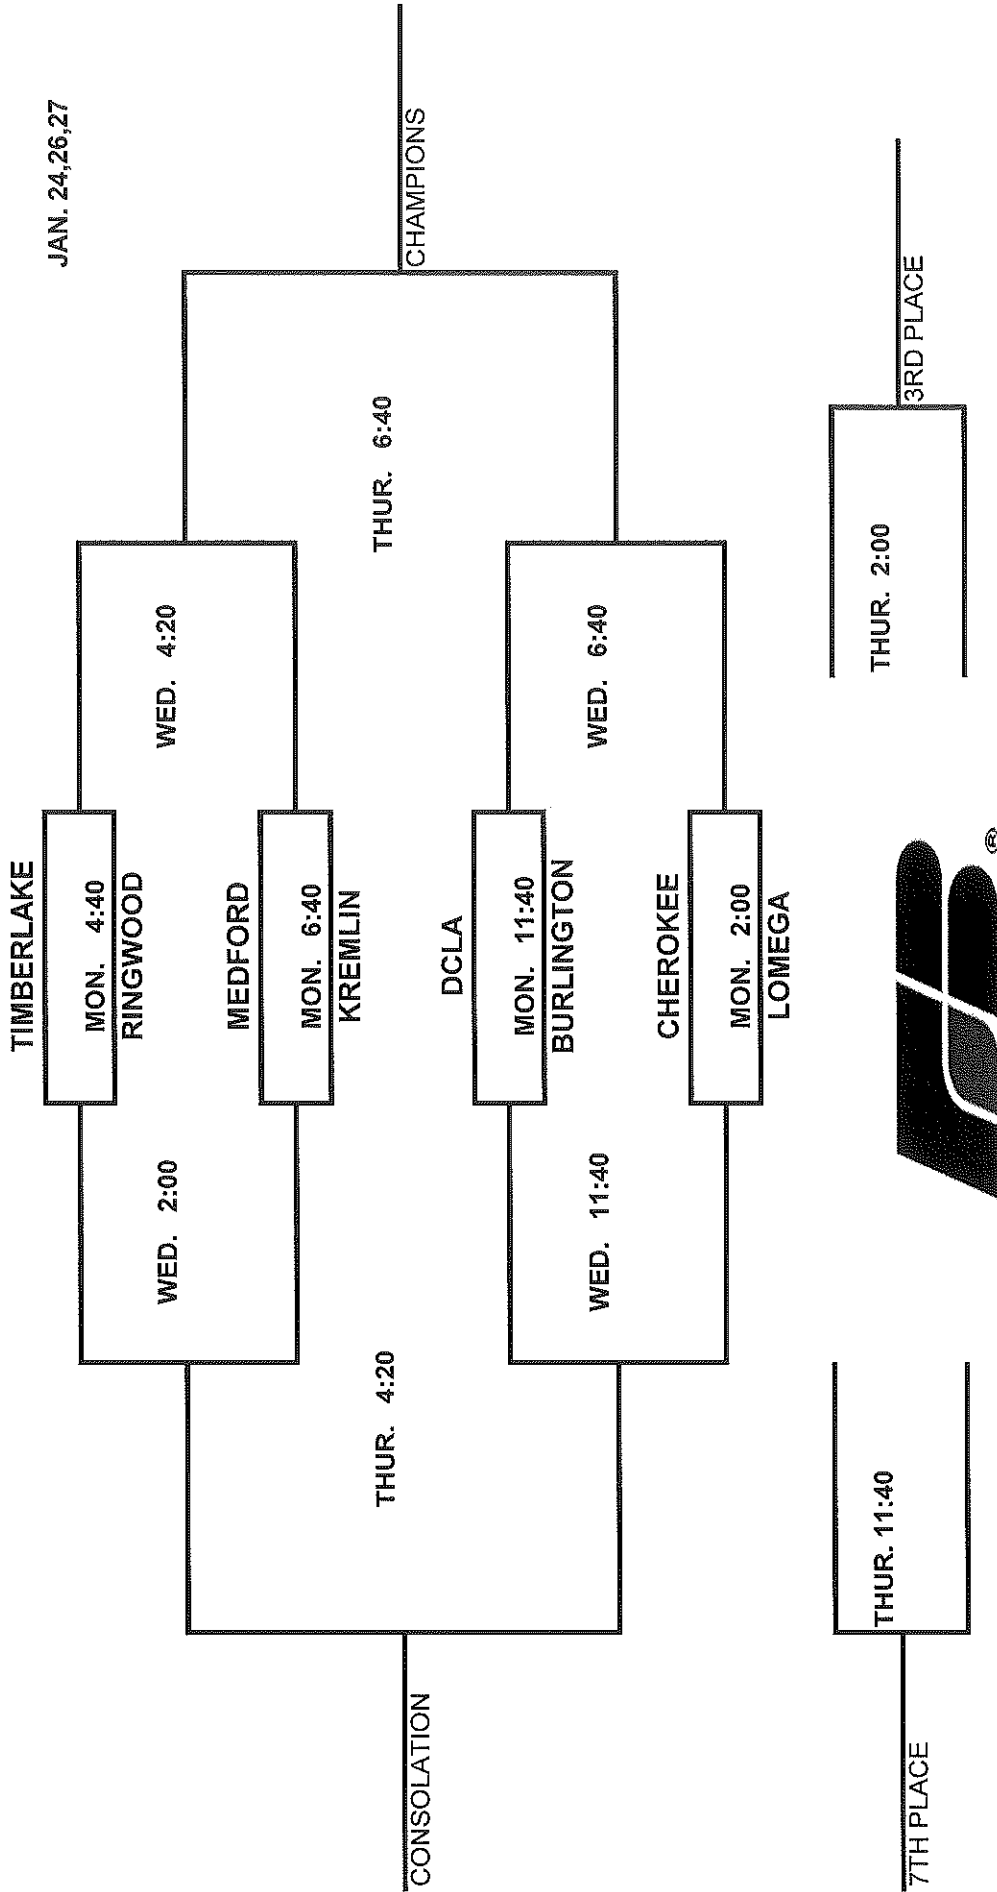 JAN. 24,26,27
TIMBERLAKE
MON. 4:40
RINGWOOD
WED. 2:00
WED. 4:20
MEDFORD
MON. 6:40
KREMLIN
THUR. 4:20
THUR. 6:40
CONSOLATION
CHAMPIONS
DCLA
MON. 11:40
BURLINGTON
WED. 11:40
WED. 6:40
CHEROKEE
MON. 2:00
LOMEGA
THUR. 11:40
THUR. 2:00
7TH PLACE
3RD PLACE
®